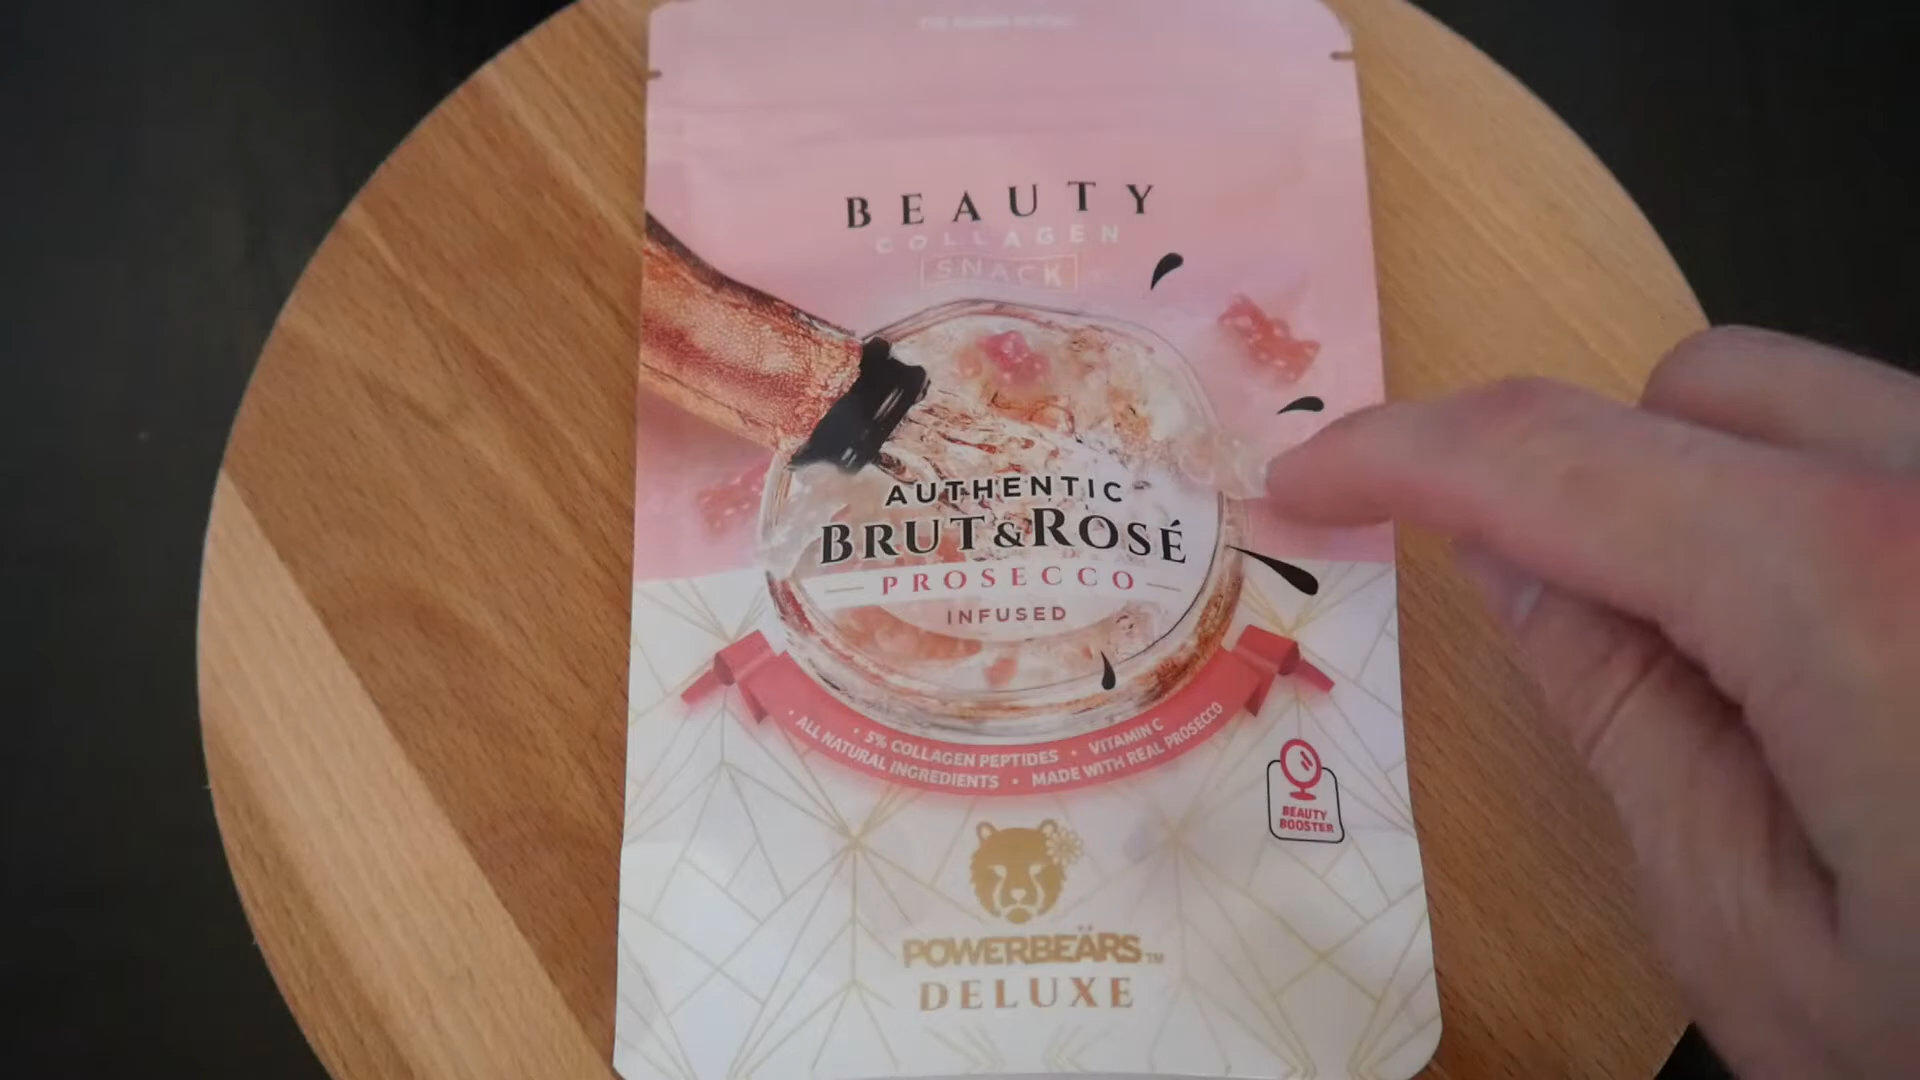 BEAUTY
COLLAGEN
SNACK
AUTHENTIC
BRUT&ROSÉ
PROSECCO
INFUSED
• 5% COLLAGEN PEPTIDES • VITAMIN C
• ALL NATURAL INGREDIENTS • MADE WITH REAL PROSECCO
BEAUTY
BOOSTER
POWERBEÄRS™
DELUXE